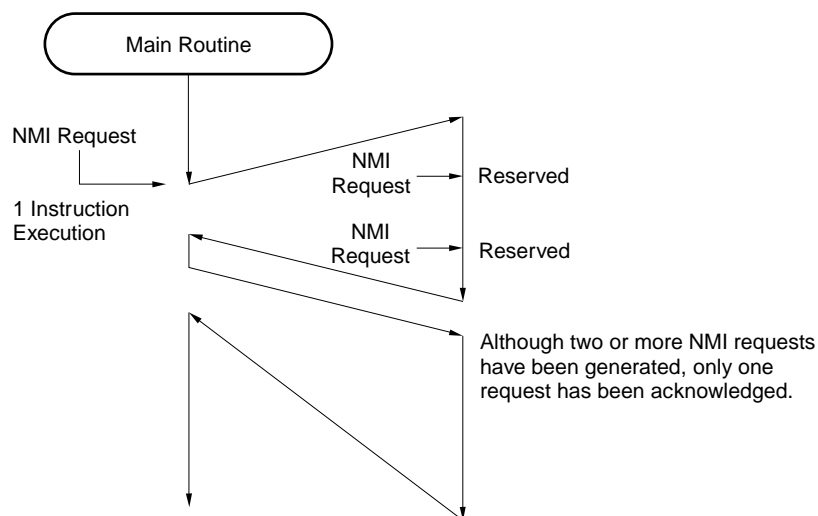 Main Routine
NMI Request
1 Instruction
Execution
NMI
Request
Reserved
NMI
Request
Reserved
Although two or more NMI requests
have been generated, only one
request has been acknowledged.